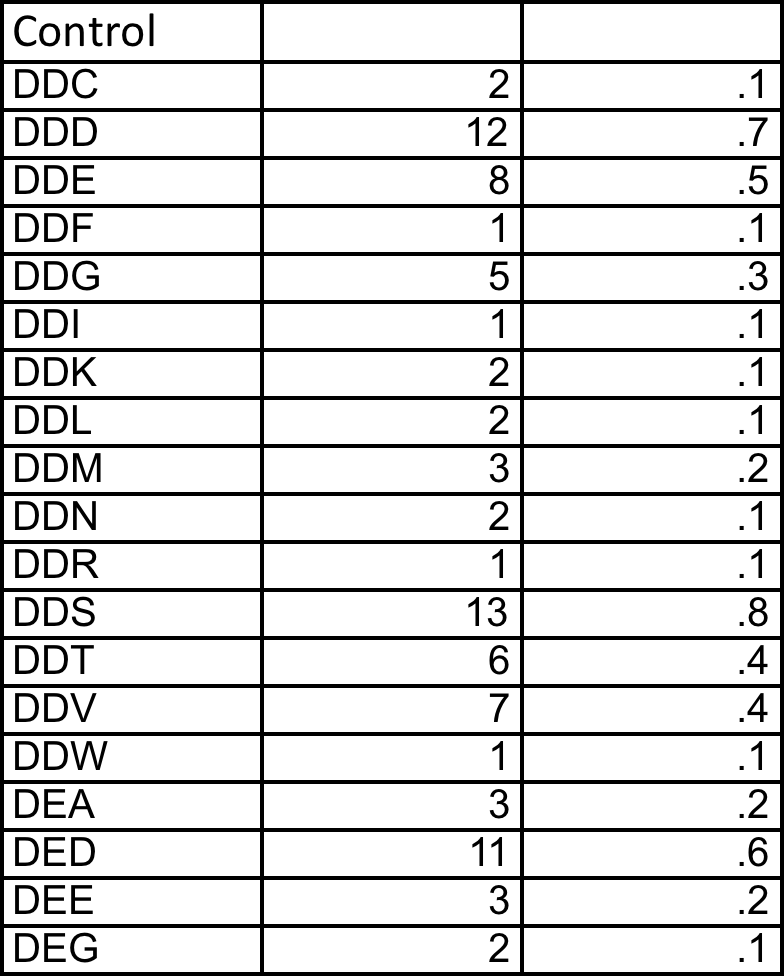 Control
DDC 2 .1
DDD 12 .7
DDE 8 .5
DDF 1 .1
DDG 5 .3
DDI 1 .1
DDK 2 .1
DDL 2 .1
DDM 3 .2
DDN 2 .1
DDR 1 .1
DDS 13 .8
DDT 6 .4
DDV 7 .4
DDW 1 .1
DEA 3 .2
DED 11 .6
DEE 3 .2
DEG 2 .1